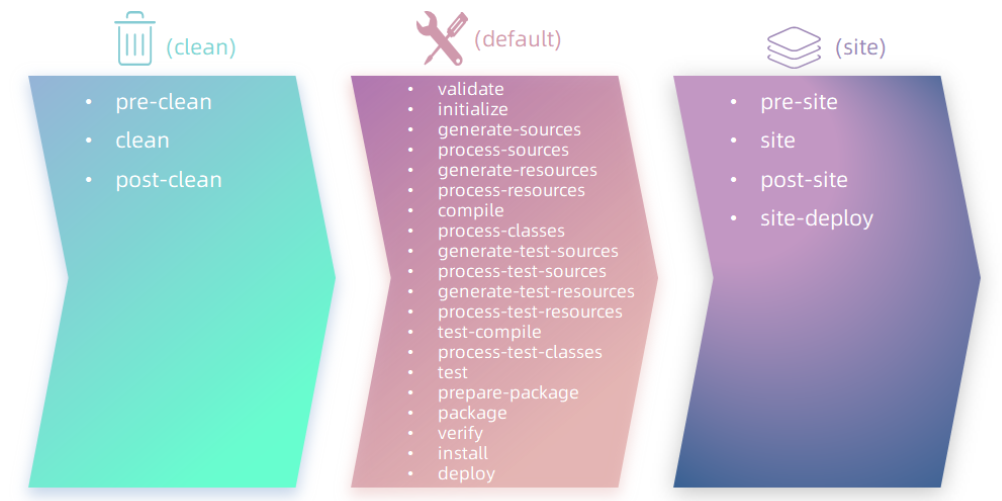 (clean)
• pre-clean
• clean
• post-clean
(default)
• validate
• initialize
• generate-sources
• process-sources
• generate-resources
• process-resources
• compile
• process-classes
• generate-test-sources
• process-test-sources
• generate-test-resources
• process-test-resources
• test-compile
• process-test-classes
• test
• prepare-package
• package
• verify
• install
• deploy
(site)
• pre-site
• site
• post-site
• site-deploy